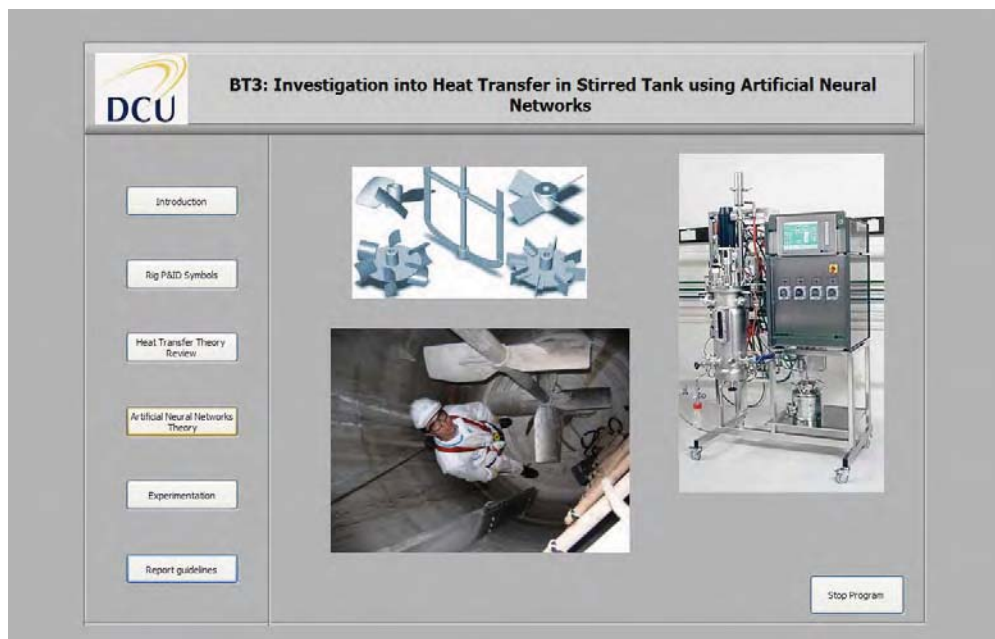 DCU
BT3: Investigation into Heat Transfer in Stirred Tank using Artificial Neural
Networks
Introduction
Rig P&ID Symbols
Heat Transfer Theory
Review
Artificial Neural Networks
Theory
Experimentation
Report guidelines
Stop Program